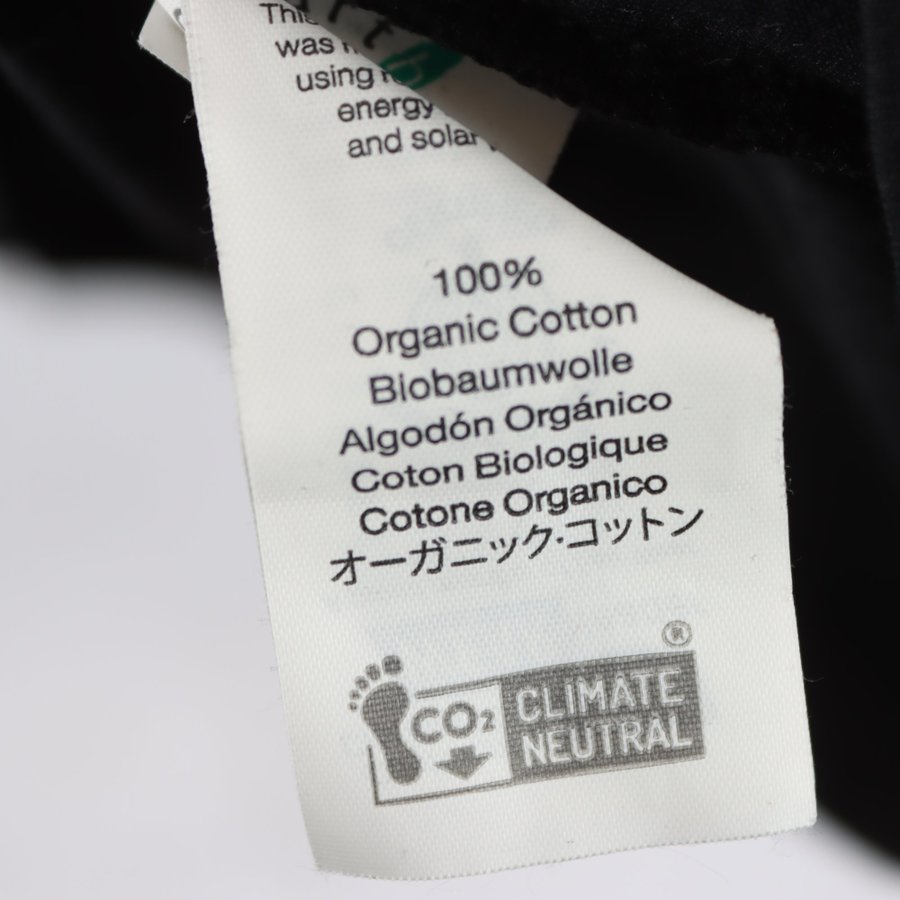 This
was
using
energy
and solar
100%
Organic Cotton
Biobaumwolle
Algodón Orgánico
Coton Biologique
Cotone Organico
オーガニック・コットン
®
CO2
CLIMATE
NEUTRAL